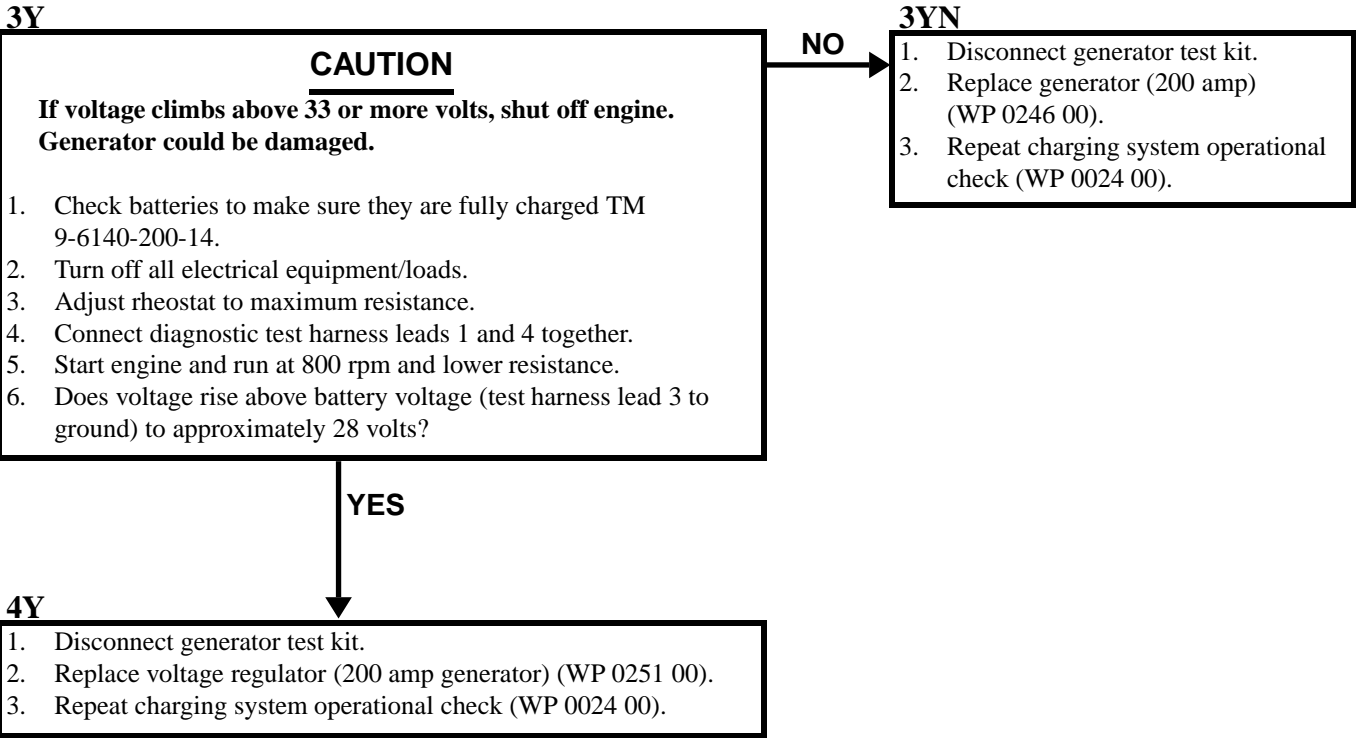 3Y
CAUTION
If voltage climbs above 33 or more volts, shut off engine.
Generator could be damaged.
1. Check batteries to make sure they are fully charged TM
9-6140-200-14.
2. Turn off all electrical equipment/loads.
3. Adjust rheostat to maximum resistance.
4. Connect diagnostic test harness leads 1 and 4 together.
5. Start engine and run at 800 rpm and lower resistance.
6. Does voltage rise above battery voltage (test harness lead 3 to
ground) to approximately 28 volts?
NO
3YN
1. Disconnect generator test kit.
2. Replace generator (200 amp)
(WP 0246 00).
3. Repeat charging system operational
check (WP 0024 00).
YES
4Y
1. Disconnect generator test kit.
2. Replace voltage regulator (200 amp generator) (WP 0251 00).
3. Repeat charging system operational check (WP 0024 00).